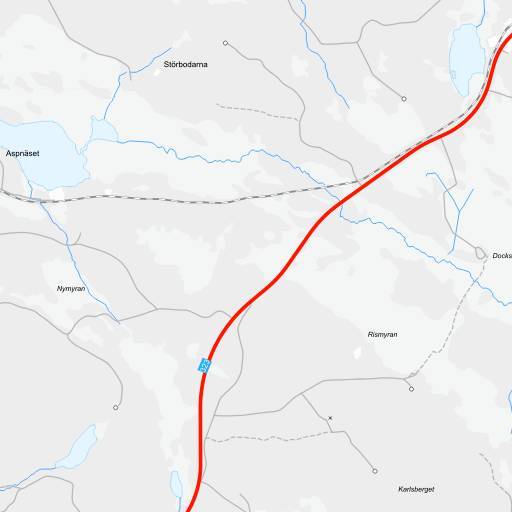 Störbodarna
Aspnäset
Docks
Nymyran
Rismyran
Karlsberget